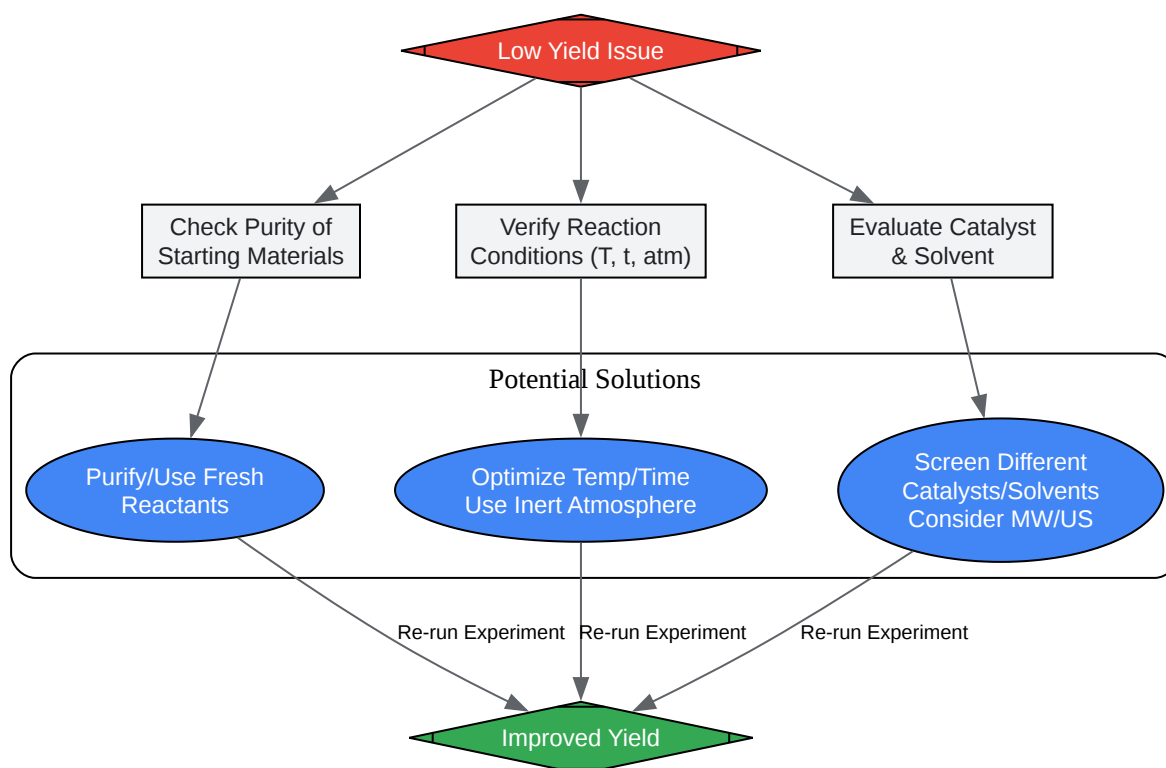 Low Yield Issue
Check Purity of
Starting Materials
Verify Reaction
Conditions (T, t, atm)
Evaluate Catalyst
& Solvent
Potential Solutions
Purify/Use Fresh
Reactants
Optimize Temp/Time
Use Inert Atmosphere
Screen Different
Catalysts/Solvents
Consider MW/US
Re-run Experiment
Re-run Experiment
Re-run Experiment
Improved Yield